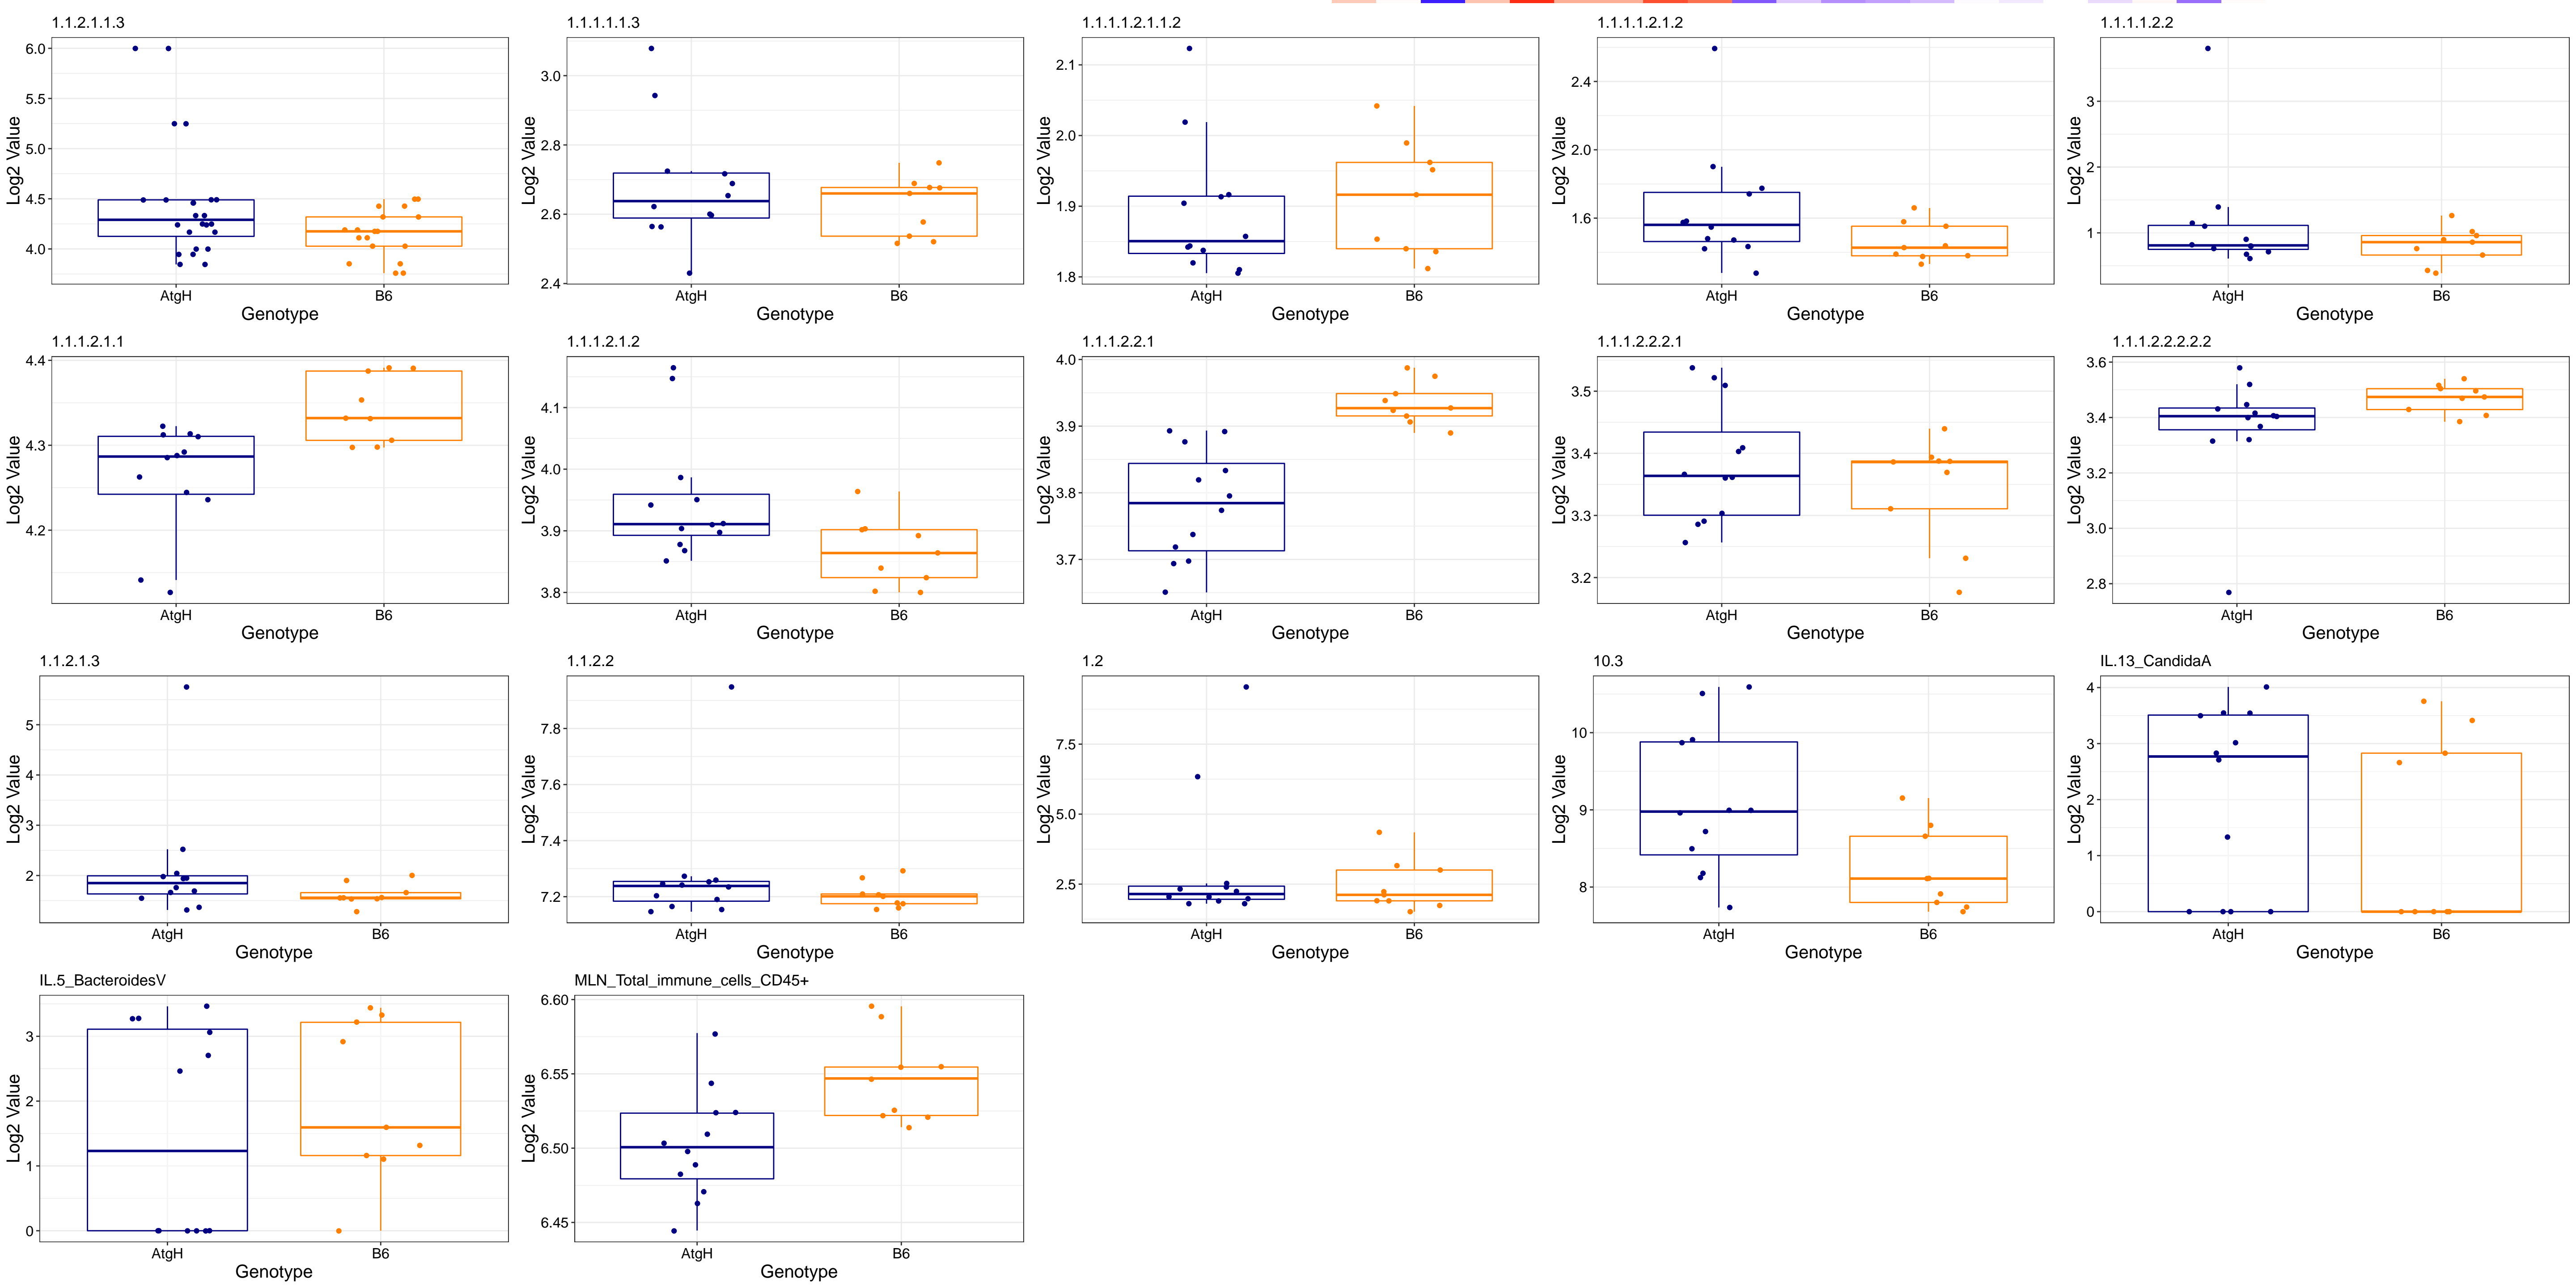 1.1.2.1.1.3
Log2 Value
6.0
5.5
5.0
4.5
4.0
AtgH
B6
Genotype
1.1.1.1.1.3
Log2 Value
3.0
2.8
2.6
2.4
AtgH
B6
Genotype
1.1.1.1.2.1.1.2
Log2 Value
2.1
2.0
1.9
1.8
AtgH
B6
Genotype
1.1.1.1.2.1.2
Log2 Value
2.4
2.0
1.6
AtgH
B6
Genotype
1.1.1.1.2.2
Log2 Value
3
2
1
AtgH
B6
Genotype
1.1.1.2.1.1
Log2 Value
4.4
4.3
4.2
AtgH
B6
Genotype
1.1.1.2.1.2
Log2 Value
4.1
4.0
3.9
3.8
AtgH
B6
Genotype
1.1.1.2.2.1
Log2 Value
4.0
3.9
3.8
3.7
AtgH
B6
Genotype
1.1.1.2.2.2.1
Log2 Value
3.5
3.4
3.3
3.2
AtgH
B6
Genotype
1.1.1.2.2.2.2.2
Log2 Value
3.6
3.4
3.2
3.0
2.8
AtgH
B6
Genotype
1.1.2.1.3
Log2 Value
5
4
3
2
AtgH
B6
Genotype
1.1.2.2
Log2 Value
7.8
7.6
7.4
7.2
AtgH
B6
Genotype
1.2
Log2 Value
7.5
5.0
2.5
AtgH
B6
Genotype
10.3
Log2 Value
10
9
8
AtgH
B6
Genotype
IL.13_CandidaA
Log2 Value
4
3
2
1
0
AtgH
B6
Genotype
IL.5_BacteroidesV
Log2 Value
3
2
1
0
AtgH
B6
Genotype
MLN_Total_immune_cells_CD45+
Log2 Value
6.60
6.55
6.50
6.45
AtgH
B6
Genotype